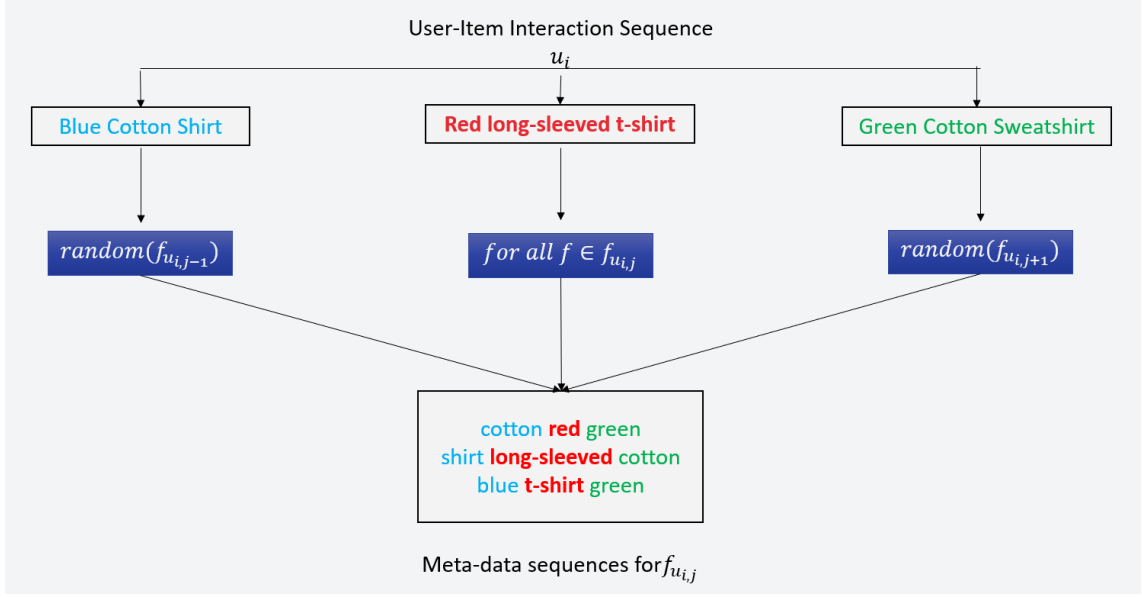 User-Item Interaction Sequence
u_i
Blue Cotton Shirt
Red long-sleeved t-shirt
Green Cotton Sweatshirt
random(f_{u_{i,j-1}})
for all f ∈ f_{u_{i,j}}
random(f_{u_{i,j+1}})
cotton red green
shirt long-sleeved cotton
blue t-shirt green
Meta-data sequences for f_{u_{i,j}}